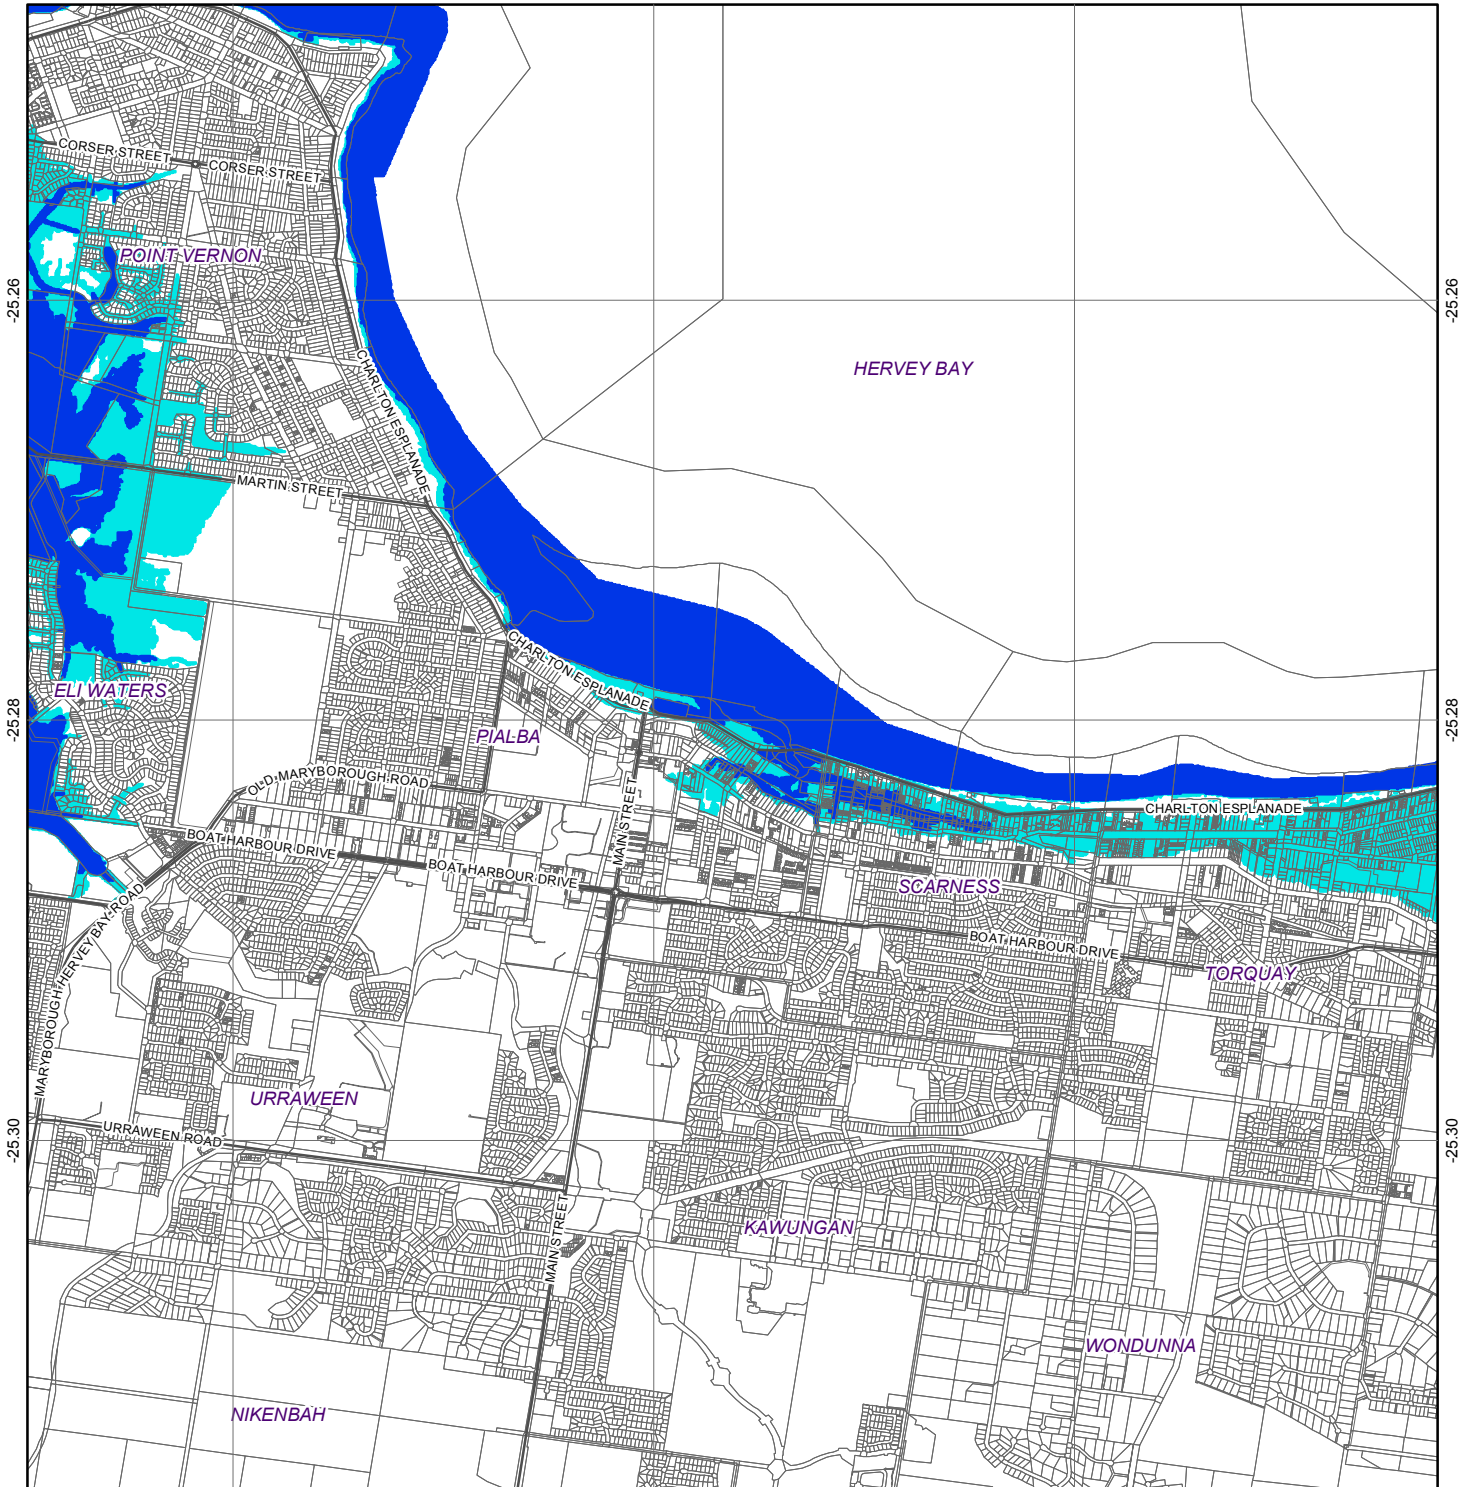 CORSER STREET
CORSER STREET
POINT VERNON
-25.26
-25.26
HERVEY BAY
CHARLTON ESPLANADE
MARTIN STREET
CHARLTON ESPLANADE
ELI WATERS
-25.28
-25.28
PIALBA
OLD MARYBOROUGH ROAD
MAIN STREET
CHARLTON ESPLANADE
BOAT HARBOUR DRIVE
BOAT HARBOUR DRIVE
SCARNESS
BOAT HARBOUR DRIVE
TORQUAY
MARYBOROUGH-HERVEY BAY ROAD
URRAWEEN
URRAWEEN ROAD
-25.30
-25.30
KAWUNGAN
MAIN STREET
WONDUNNA
NIKENBAH